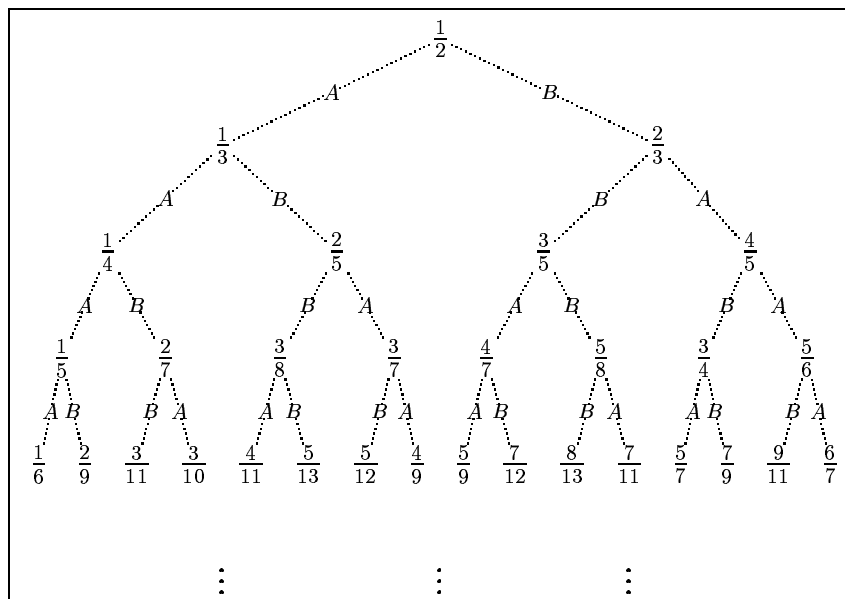 1/2
A B
1/3 2/3
A B B A
1/4 2/5 3/5 4/5
A B B A A B B A
1/5 2/7 3/8 3/7 4/7 5/8 3/4 5/6
A B B A A B B A A B B A A B B A
1/6 2/9 3/11 3/10 4/11 5/13 5/12 4/9 5/9 7/12 8/13 7/11 5/7 7/9 9/11 6/7
⋮ ⋮ ⋮